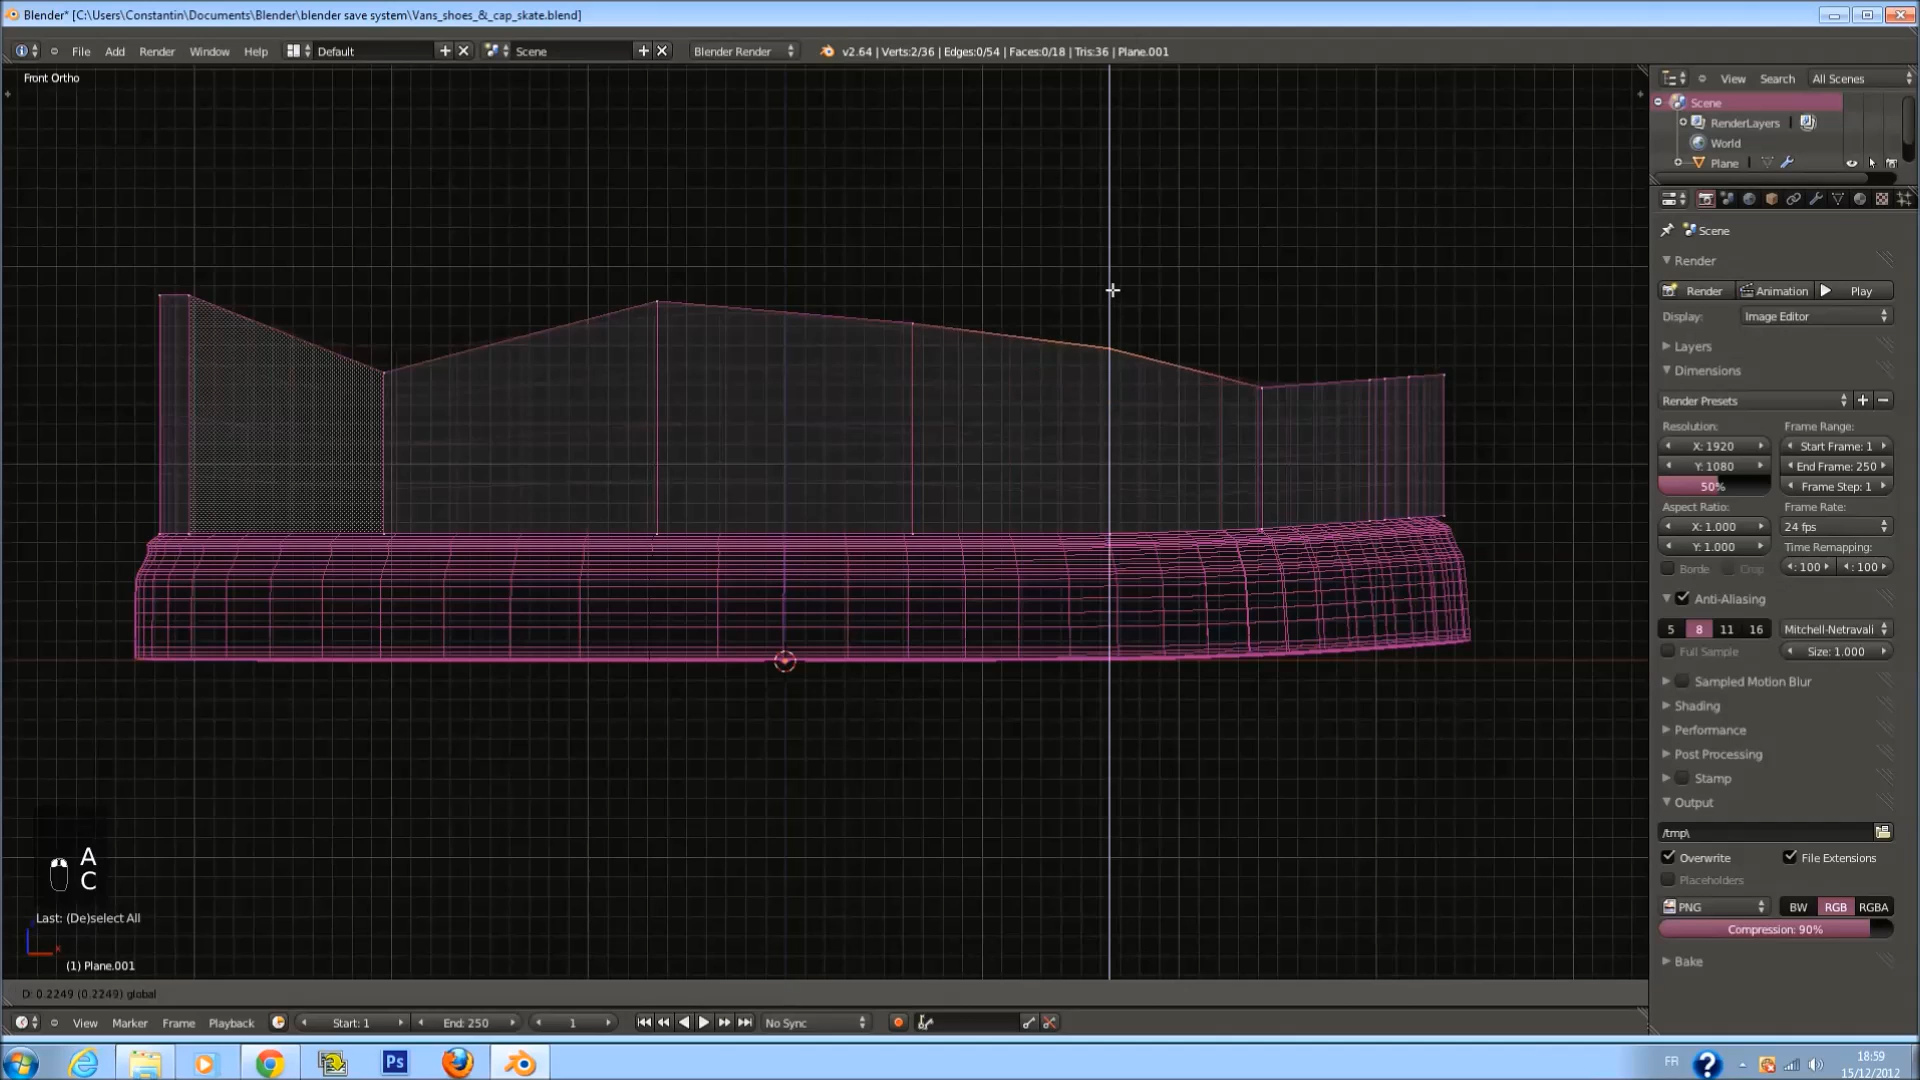 Blender* [C:\Users\Constantin\Documents\Blender\blender save system\Vans_shoes_&_cap_skate.blend]
File Add Render Window Help Default Scene Blender Render v2.64 | Verts:2/36 | Edges:0/54 | Faces:0/18 | Tris:36 | Plane.001
Front Ortho
View Search All Scenes
Scene
RenderLayers
World
Plane
Scene
Render
Render Animation Play
Display: Image Editor
Layers
Dimensions
Render Presets
Resolution: Frame Range:
X: 1920 Start Frame: 1
Y: 1080 End Frame: 250
50% Frame Step: 1
Aspect Ratio: Frame Rate:
X: 1.000 24 fps
Y: 1.000 Time Remapping:
Borde Crop : 100 : 100
Anti-Aliasing
5 8 11 16 Mitchell-Netravali
Full Sample Size: 1.000
Sampled Motion Blur
Shading
Performance
Post Processing
Stamp
Output
/tmp\
Overwrite File Extensions
Placeholders
PNG BW RGB RGBA
Compression: 90%
Bake
A
C
Last: (De)select All
x
(1) Plane.001
D: 0.2249 (0.2249) global
View Marker Frame Playback Start: 1 End: 250 1 No Sync
Ps
FR
18:59
15/12/2012